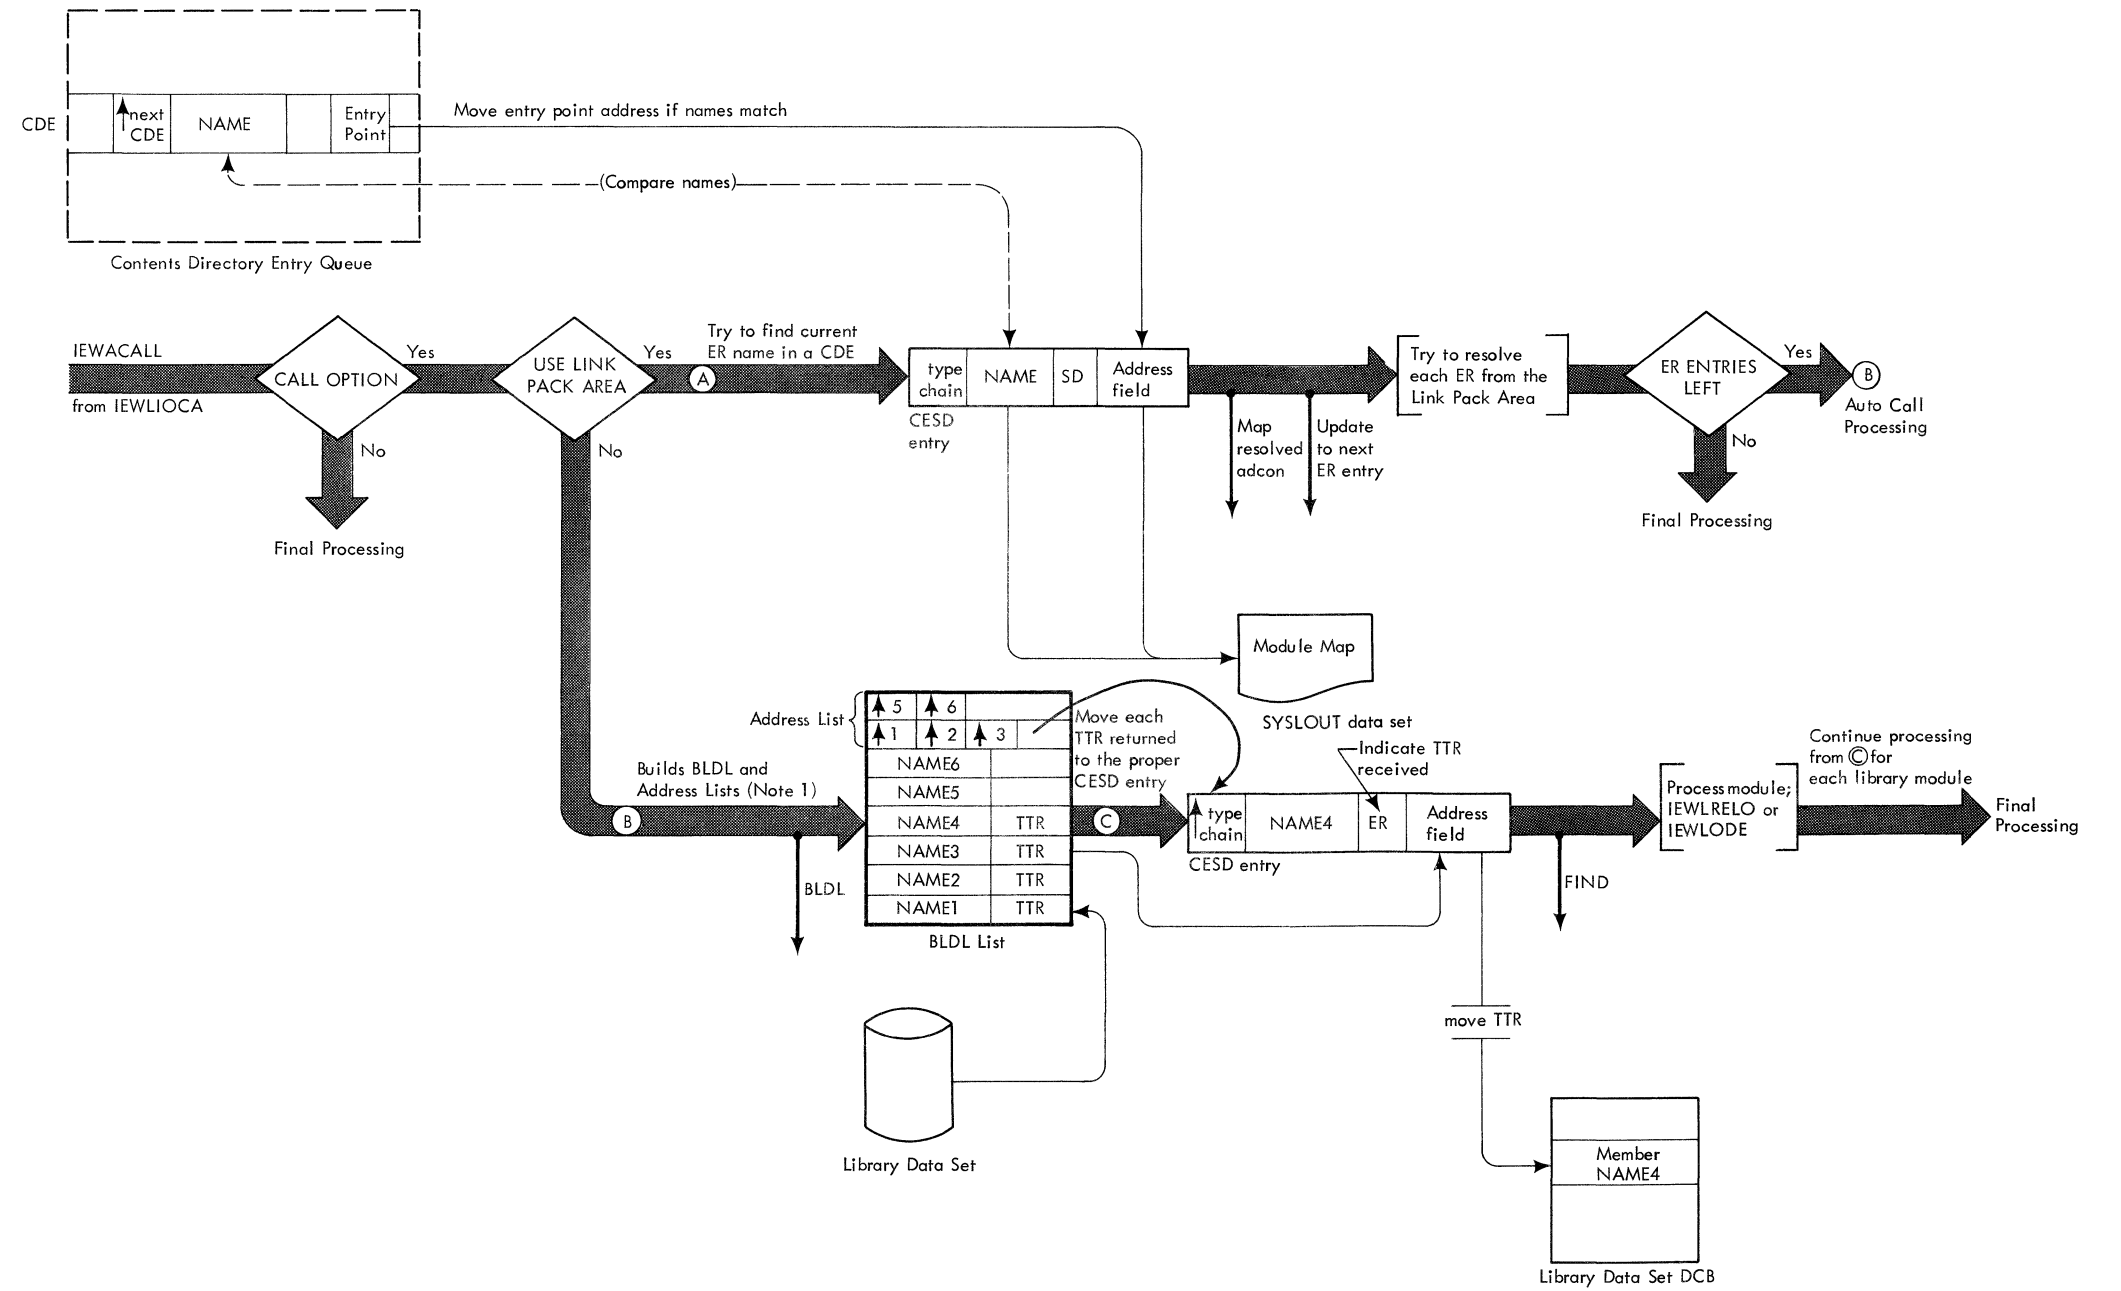 CDE
next
CDE
NAME
Entry
Point
Move entry point address if names match
(Compare names)
Contents Directory Entry Queue
IEWACALL
from IEWLIOCA
CALL OPTION
Yes
No
Final Processing
USE LINK
PACK AREA
Yes
No
A
Try to find current
ER name in a CDE
type
chain
NAME
SD
Address
field
CESD
entry
Map
resolved
adcon
Update
to next
ER entry
Try to resolve
each ER from the
Link Pack Area
ER ENTRIES
LEFT
Yes
B
Auto Call
Processing
No
Final Processing
Module Map
SYSLOUT data set
Address List
5
6
1
2
3
NAME6
NAME5
NAME4 TTR
NAME3 TTR
NAME2 TTR
NAME1 TTR
BLDL List
Builds BLDL and
Address Lists (Note 1)
B
BLDL
Move each
TTR returned
to the proper
CESD entry
C
Indicate TTR
received
type
chain
NAME4
ER
Address
field
CESD entry
FIND
Process module;
IEWLRELO or
IEWLODE
Continue processing
from C for
each library module
Final
Processing
move TTR
Library Data Set
Member
NAME4
Library Data Set DCB